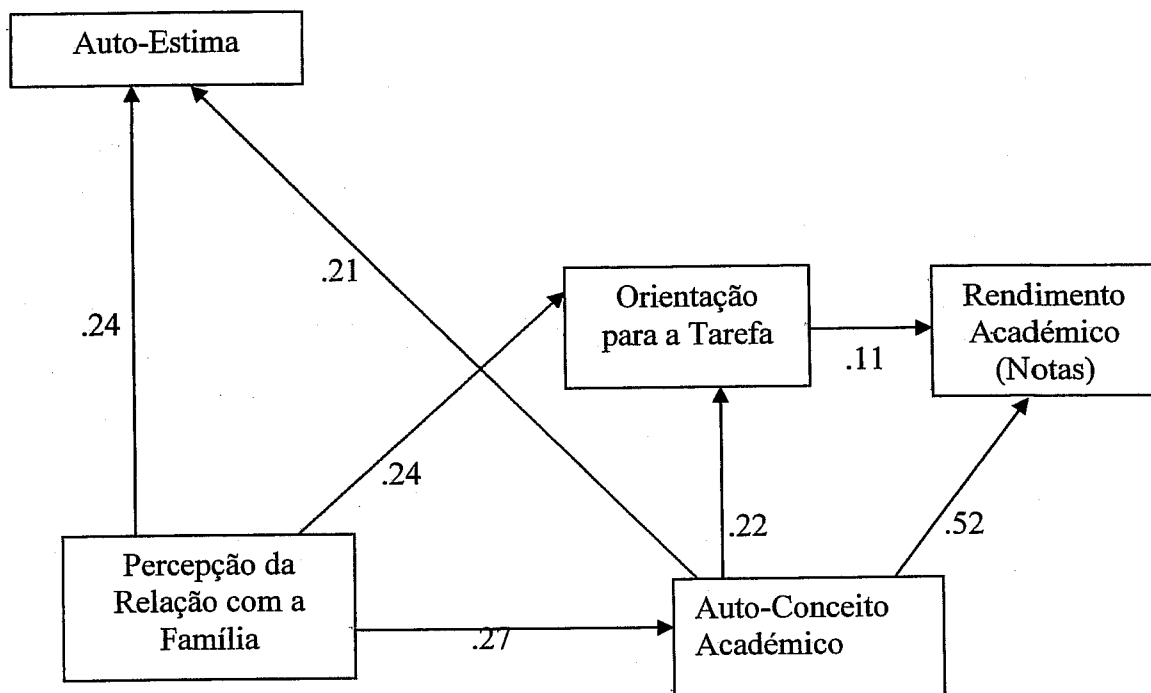 Auto-Estima
.21
.24
Orientação
para a Tarefa
.11
Rendimento
Académico
(Notas)
.24
.22
.52
Percepção da
Relação com a
Família
.27
Auto-Conceito
Académico